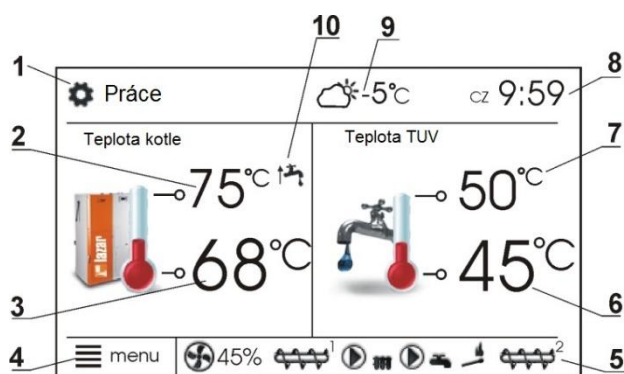 10
9
1
8
Práce
-5°C
CZ 9:59
Teplota kotle
Teplota TUV
2
7
75°C
50°C
lazar
68°C
45°C
3
6
4
menu
45%
1
2
5